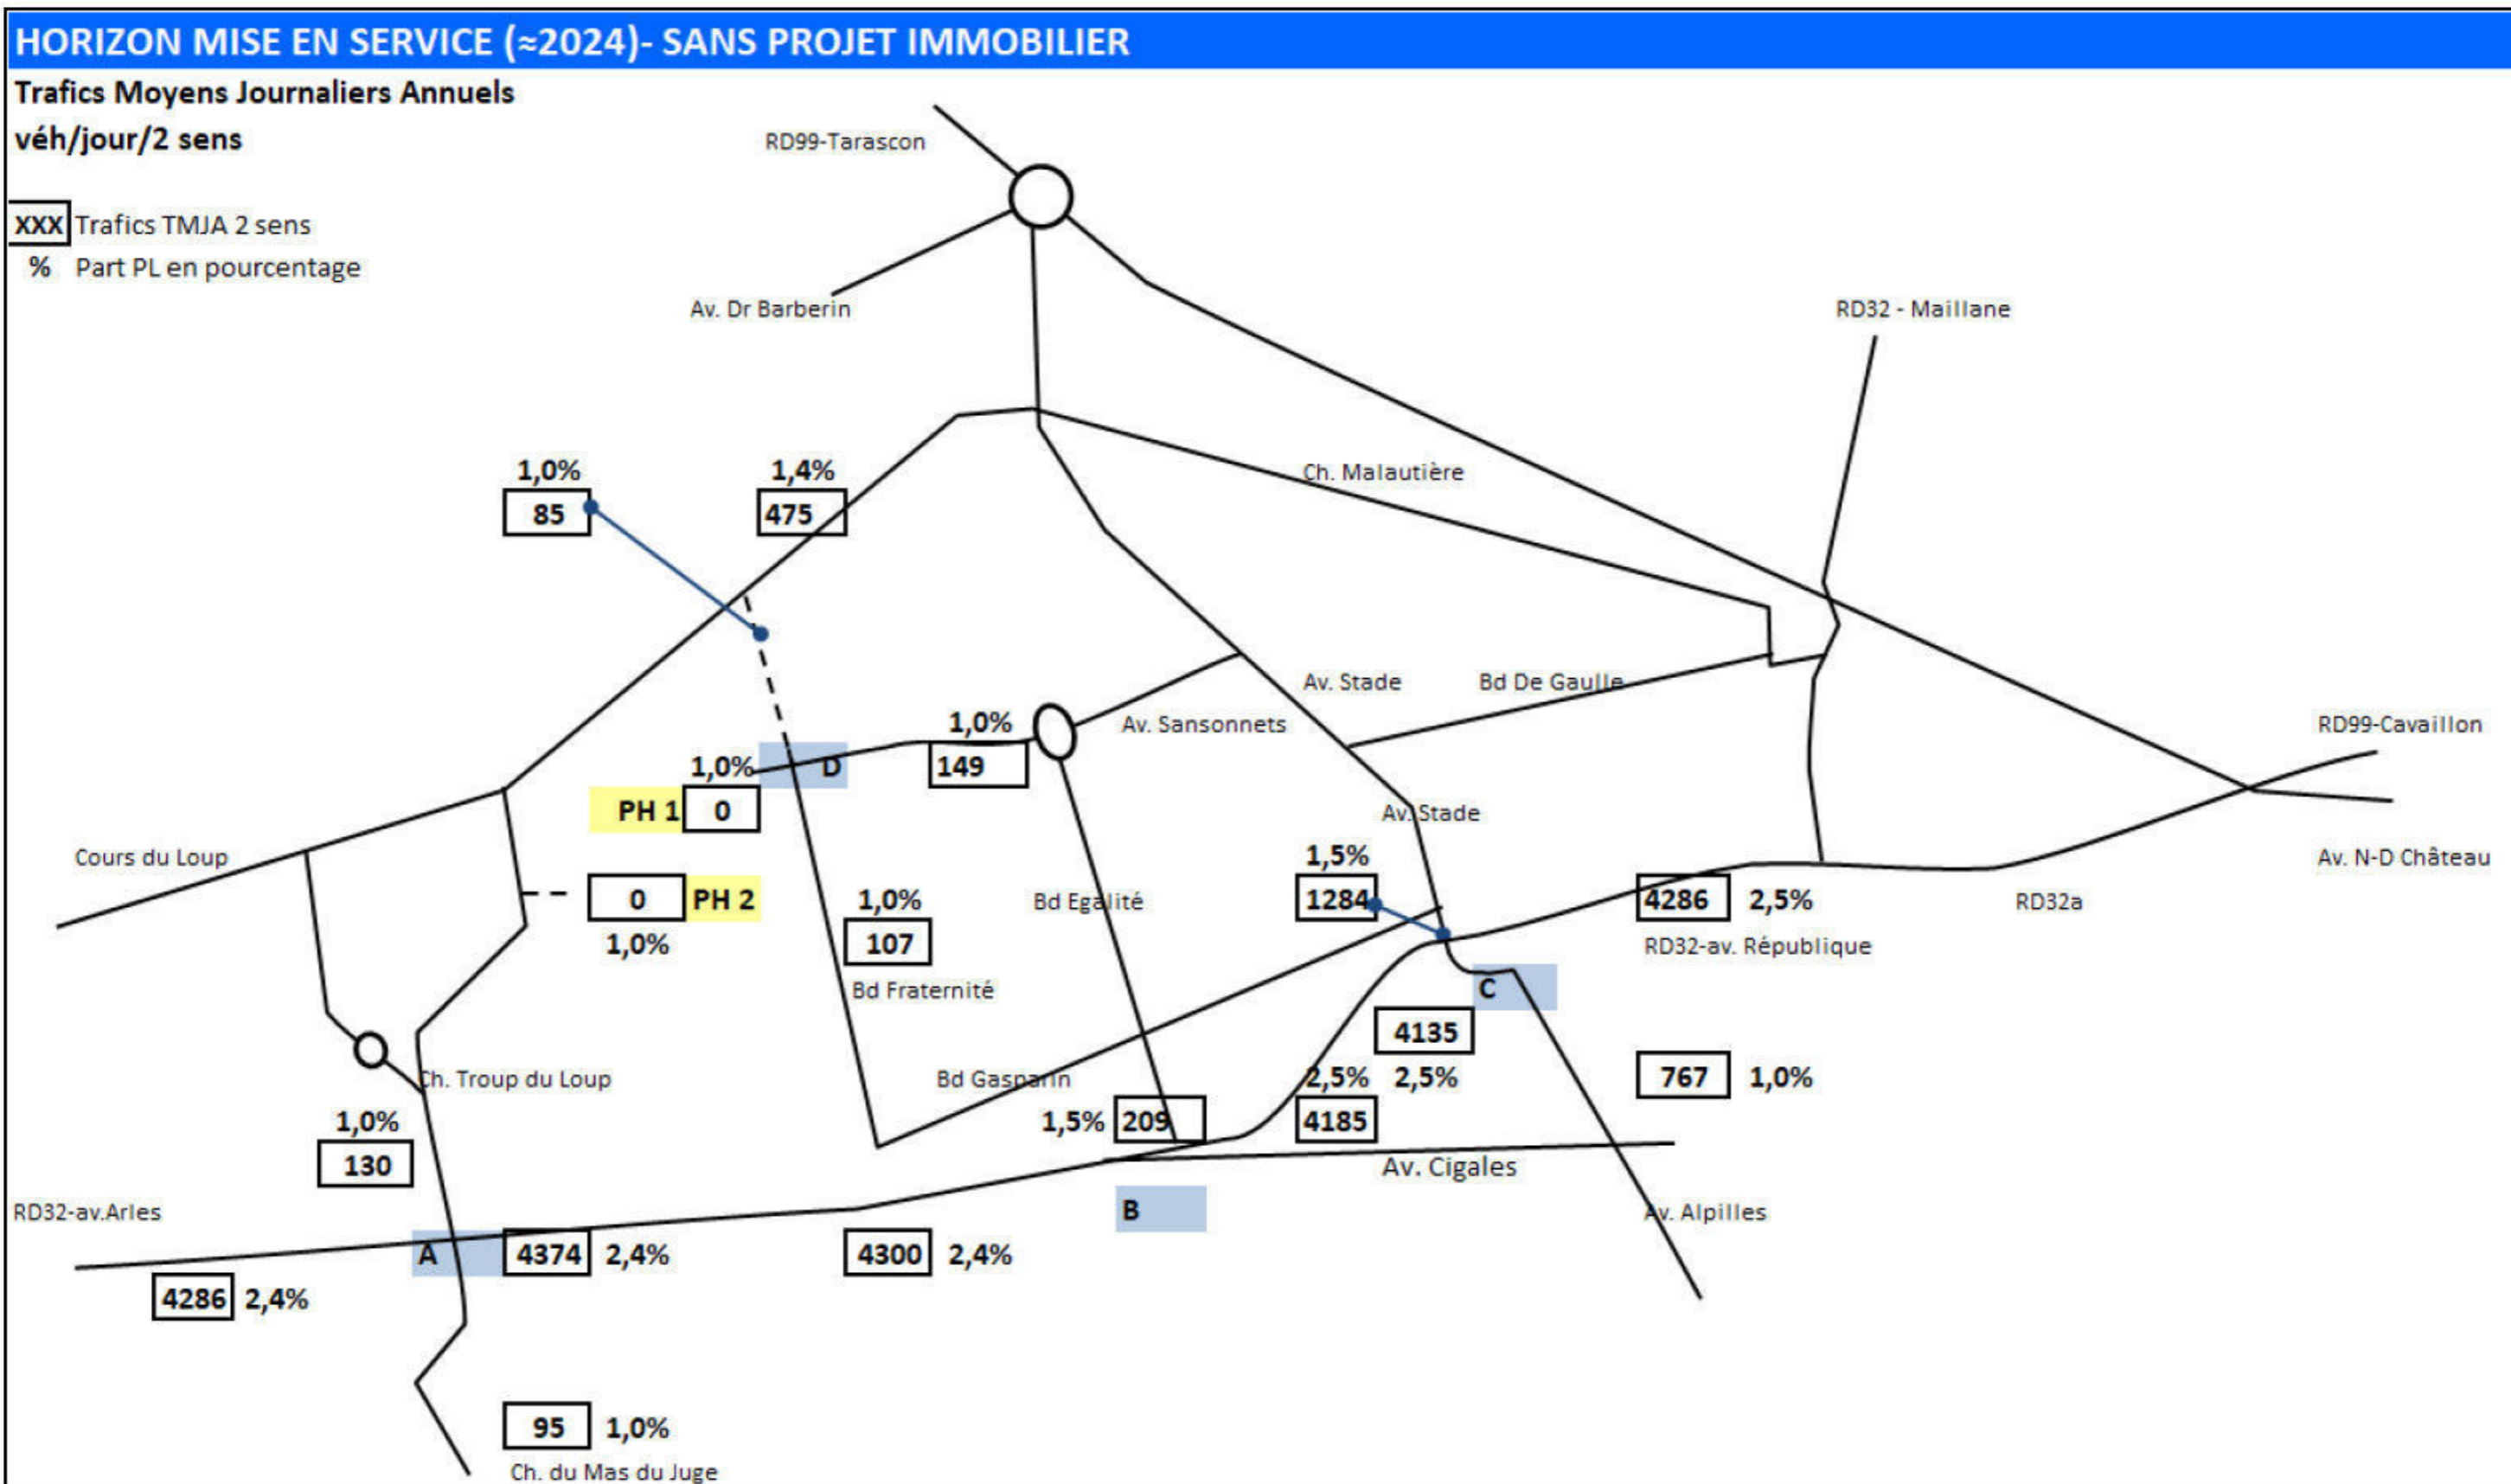 HORIZON MISE EN SERVICE (≈2024)- SANS PROJET IMMOBILIER
Trafics Moyens Journaliers Annuels
véh/jour/2 sens
XXX Trafics TMJA 2 sens
% Part PL en pourcentage
RD99-Tarascon
Av. Dr Barberin
RD32 - Maillane
1,0% 1,4%
85 475
Ch. Malautière
Av. Stade
Bd De Gaulle
1,0%
149
Av. Sansonnets
RD99-Cavaillon
1,0% D
PH 1 0
Av. Stade
Cours du Loup
1,5%
1284
Av. N-D Château
0 PH 2
1,0%
1,0%
107
Bd Egalité
4286 2,5%
RD32a
RD32-av. République
Bd Fraternité
C
4135
Ch. Troup du Loup
Bd Gasparin
2,5% 2,5%
767 1,0%
1,0%
130
1,5% 209
4185
Av. Cigales
RD32-av.Arles
B
Av. Alpilles
A 4374 2,4%
4300 2,4%
4286 2,4%
95 1,0%
Ch. du Mas du Juge